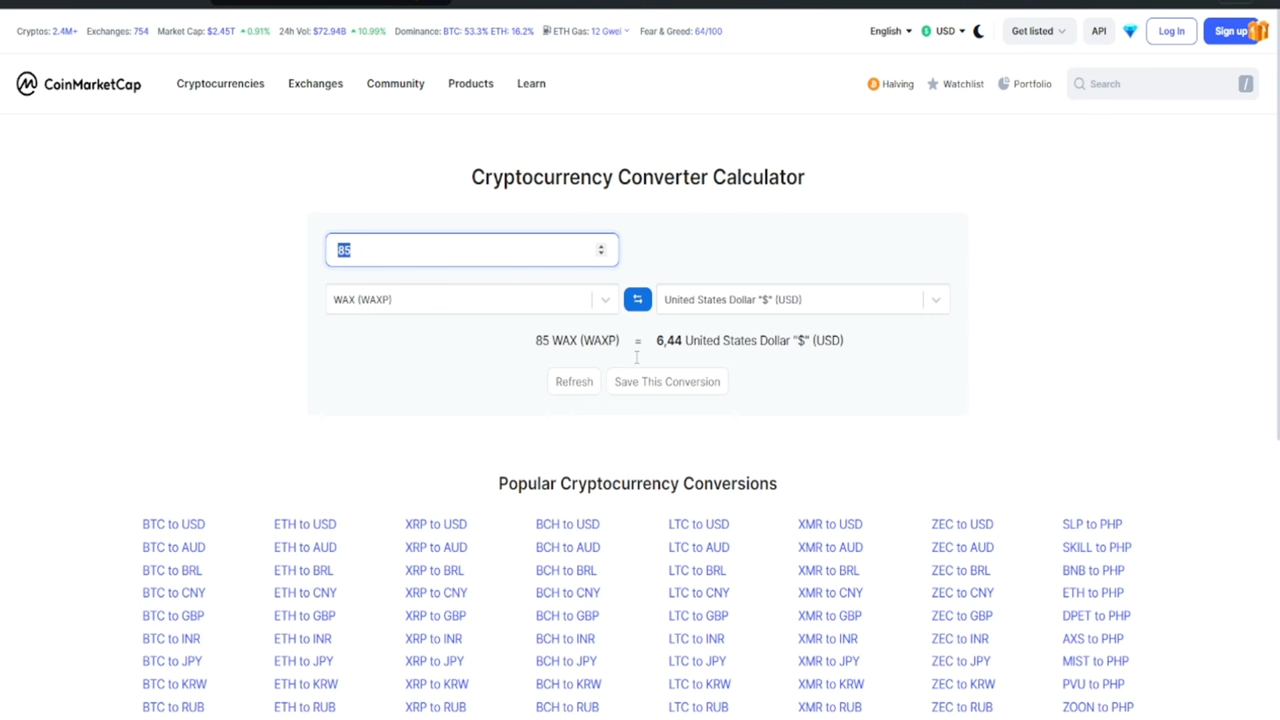 Cryptos: 2.4M+ Exchanges: 754 Market Cap: $2.45T 0.91% 24h Vol: $72.94B 10.99% Dominance: BTC: 53.3% ETH: 16.2% ETH Gas: 12 Gwei Fear & Greed: 64/100 English USD Get listed API Log In Sign up
CoinMarketCap Cryptocurrencies Exchanges Community Products Learn Halving Watchlist Portfolio Search /
Cryptocurrency Converter Calculator
85
WAX (WAXP) United States Dollar "$" (USD)
85 WAX (WAXP) = 6,44 United States Dollar "$" (USD)
Refresh Save This Conversion
Popular Cryptocurrency Conversions
BTC to USD ETH to USD XRP to USD BCH to USD LTC to USD XMR to USD ZEC to USD SLP to PHP
BTC to AUD ETH to AUD XRP to AUD BCH to AUD LTC to AUD XMR to AUD ZEC to AUD SKILL to PHP
BTC to BRL ETH to BRL XRP to BRL BCH to BRL LTC to BRL XMR to BRL ZEC to BRL BNB to PHP
BTC to CNY ETH to CNY XRP to CNY BCH to CNY LTC to CNY XMR to CNY ZEC to CNY ETH to PHP
BTC to GBP ETH to GBP XRP to GBP BCH to GBP LTC to GBP XMR to GBP ZEC to GBP DPET to PHP
BTC to INR ETH to INR XRP to INR BCH to INR LTC to INR XMR to INR ZEC to INR AXS to PHP
BTC to JPY ETH to JPY XRP to JPY BCH to JPY LTC to JPY XMR to JPY ZEC to JPY MIST to PHP
BTC to KRW ETH to KRW XRP to KRW BCH to KRW LTC to KRW XMR to KRW ZEC to KRW PVU to PHP
BTC to RUB ETH to RUB XRP to RUB BCH to RUB LTC to RUB XMR to RUB ZEC to RUB ZOON to PHP